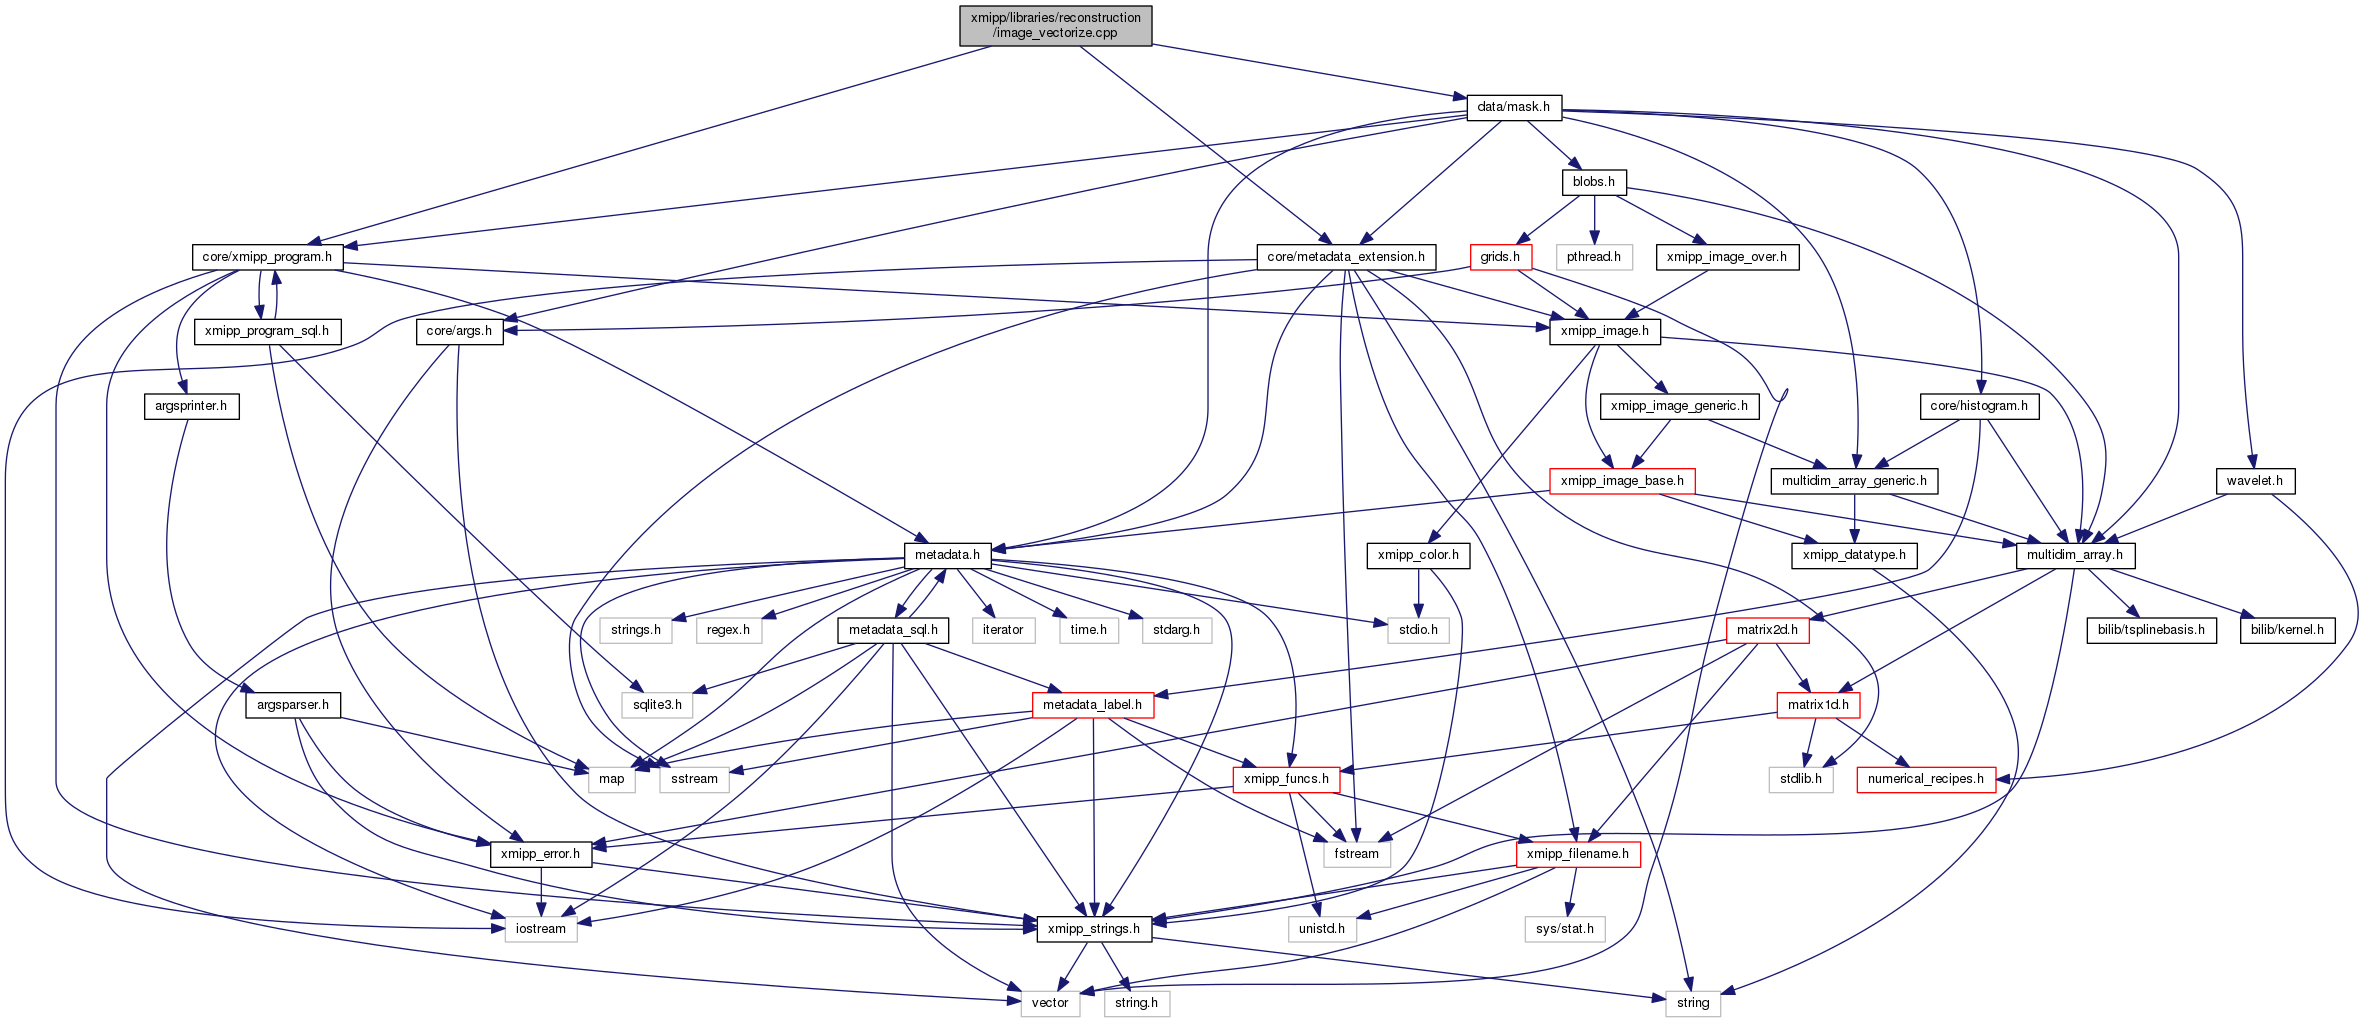 xmipp/libraries/reconstruction
/image_vectorize.cpp
data/mask.h
blobs.h
core/xmipp_program.h
core/metadata_extension.h
grids.h
pthread.h
xmipp_image_over.h
xmipp_program_sql.h
core/args.h
xmipp_image.h
argsprinter.h
xmipp_image_generic.h
core/histogram.h
xmipp_image_base.h
multidim_array_generic.h
wavelet.h
metadata.h
xmipp_color.h
xmipp_datatype.h
multidim_array.h
strings.h
regex.h
metadata_sql.h
iterator
time.h
stdarg.h
stdio.h
matrix2d.h
bilib/tsplinebasis.h
bilib/kernel.h
argsparser.h
sqlite3.h
metadata_label.h
matrix1d.h
map
sstream
xmipp_funcs.h
stdlib.h
numerical_recipes.h
xmipp_error.h
fstream
xmipp_filename.h
iostream
xmipp_strings.h
unistd.h
sys/stat.h
vector
string.h
string